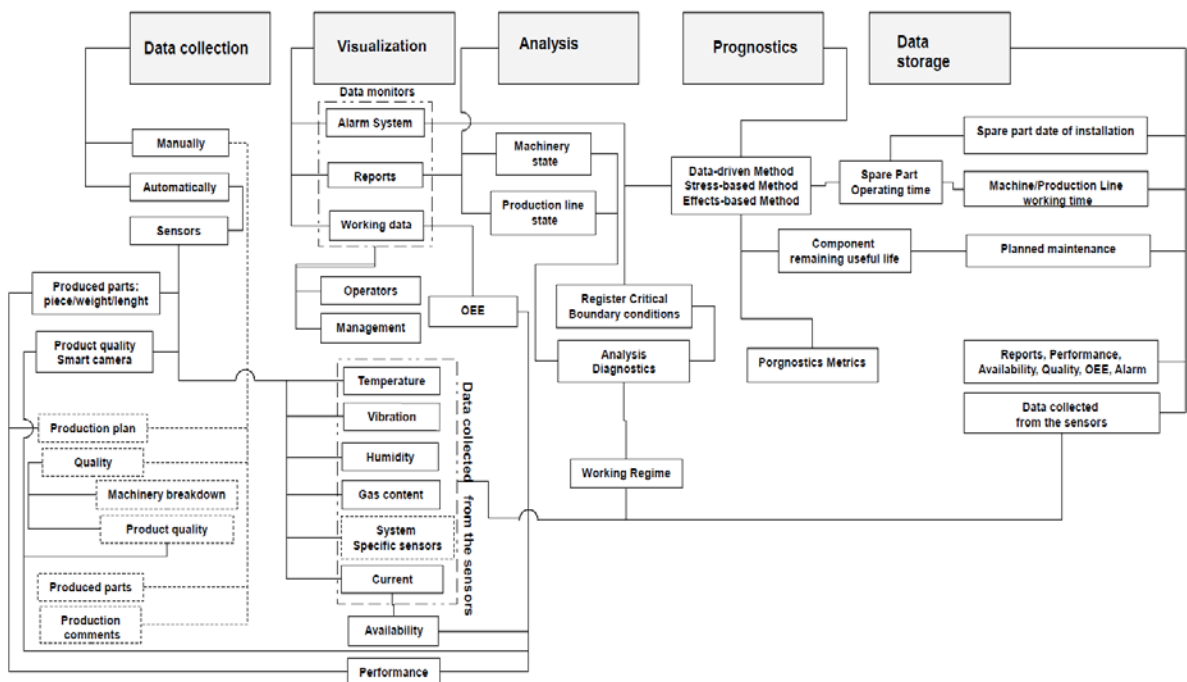 Data collection
Visualization
Analysis
Prognostics
Data
storage
Data monitors
Alarm System
Reports
Working data
Manually
Automatically
Sensors
Produced parts:
piece/weight/lenght
Product quality
Smart camera
Production plan
Quality
Machinery breakdown
Product quality
Produced parts
Production
comments
Operators
Management
OEE
Temperature
Vibration
Humidity
Gas content
System
Specific sensors
Current
Data collected from the sensors
Availability
Performance
Machinery
state
Production line
state
Register Critical
Boundary conditions
Analysis
Diagnostics
Working Regime
Data-driven Method
Stress-based Method
Effects-based Method
Spare Part
Operating time
Component
remaining useful life
Porgnostics Metrics
Spare part date of installation
Machine/Production Line
working time
Planned maintenance
Reports, Performance,
Availability, Quality, OEE, Alarm
Data collected
from the sensors